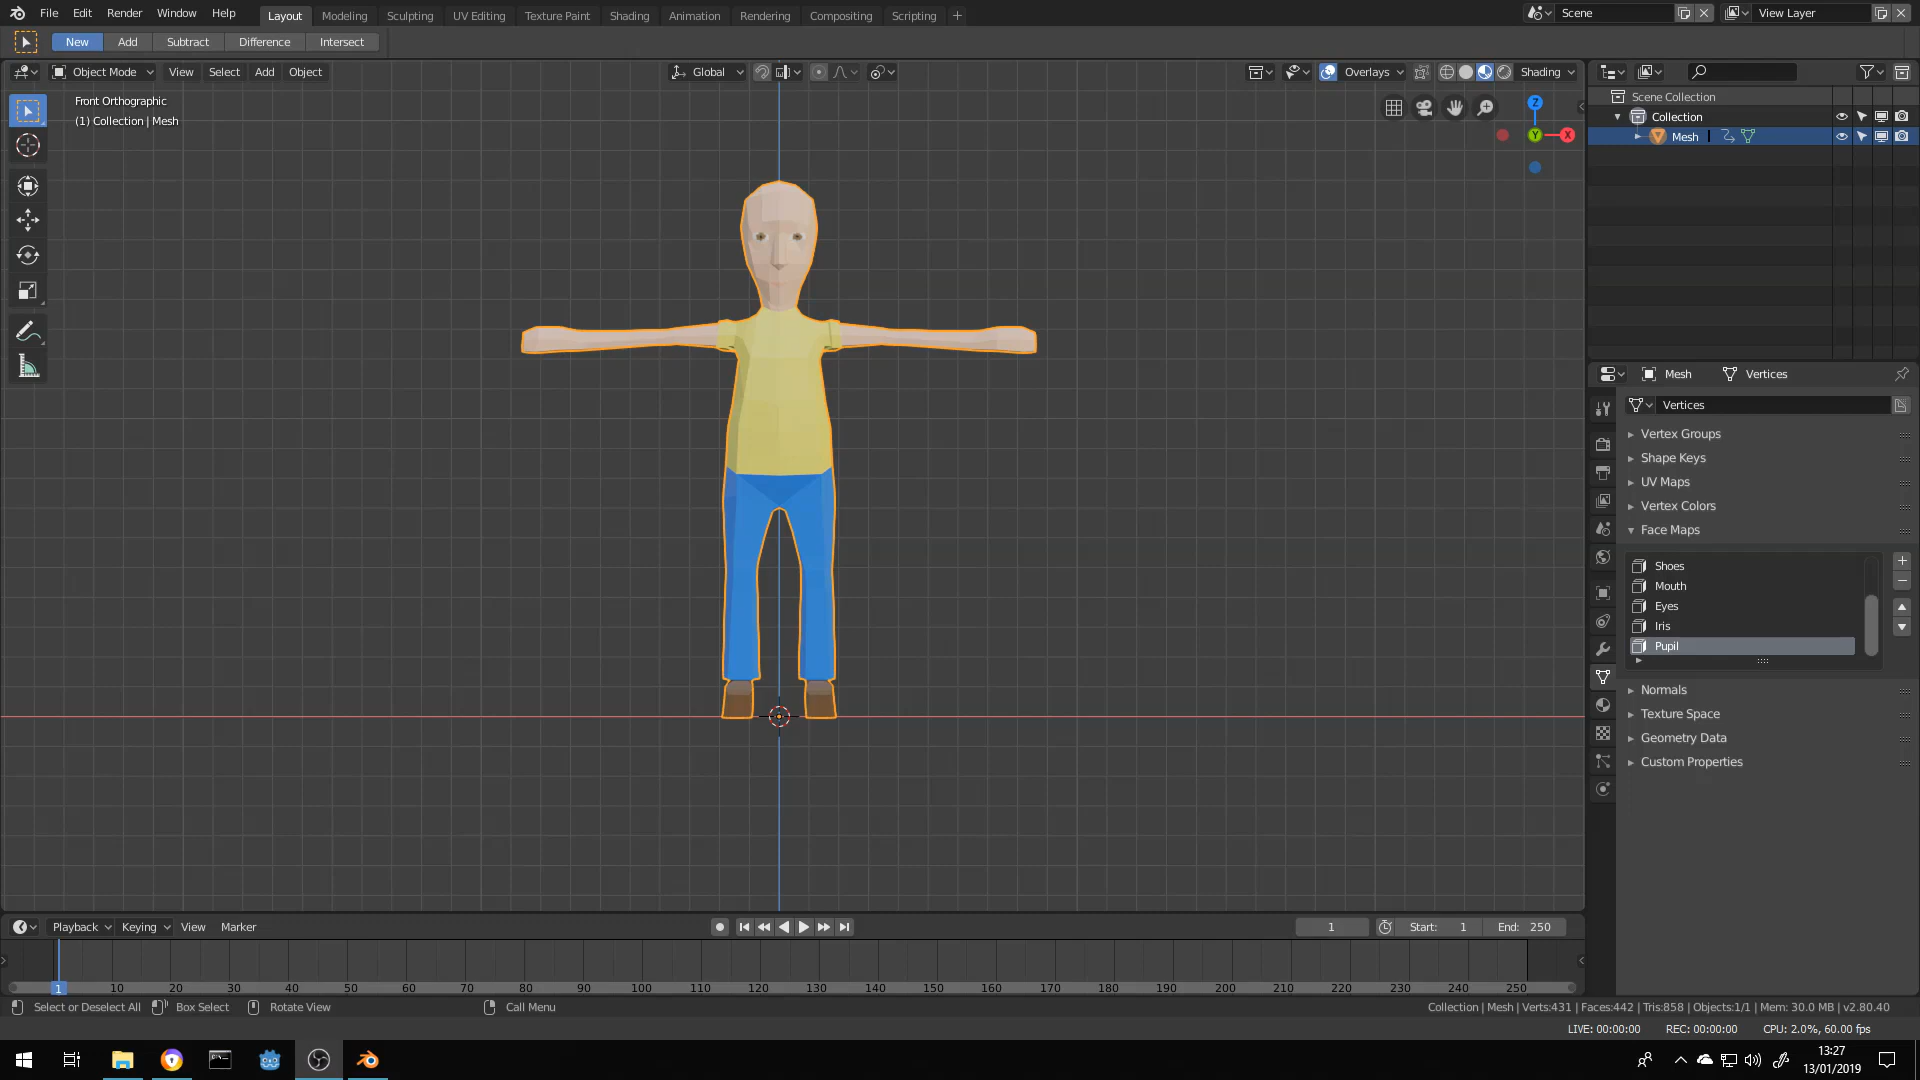 File Edit Render Window Help Layout Modeling Sculpting UV Editing Texture Paint Shading Animation Rendering Compositing Scripting + Scene View Layer
New Add Subtract Difference Intersect
Object Mode View Select Add Object Global Overlays Shading
Front Orthographic
(1) Collection | Mesh
Z
Y X
Scene Collection
Collection
Mesh
Mesh Vertices
Vertices
Vertex Groups
Shape Keys
UV Maps
Vertex Colors
Face Maps
Shoes
Mouth
Eyes
Iris
Pupil
Normals
Texture Space
Geometry Data
Custom Properties
Playback Keying View Marker 1 Start: 1 End: 250
1 10 20 30 40 50 60 70 80 90 100 110 120 130 140 150 160 170 180 190 200 210 220 230 240 250
Select or Deselect All Box Select Rotate View Call Menu Collection | Mesh | Verts:431 | Faces:442 | Tris:858 | Objects:1/1 | Mem: 30.0 MB | v2.80.40
LIVE: 00:00:00 REC: 00:00:00 CPU: 2.0%, 60.00 fps
13:27
13/01/2019